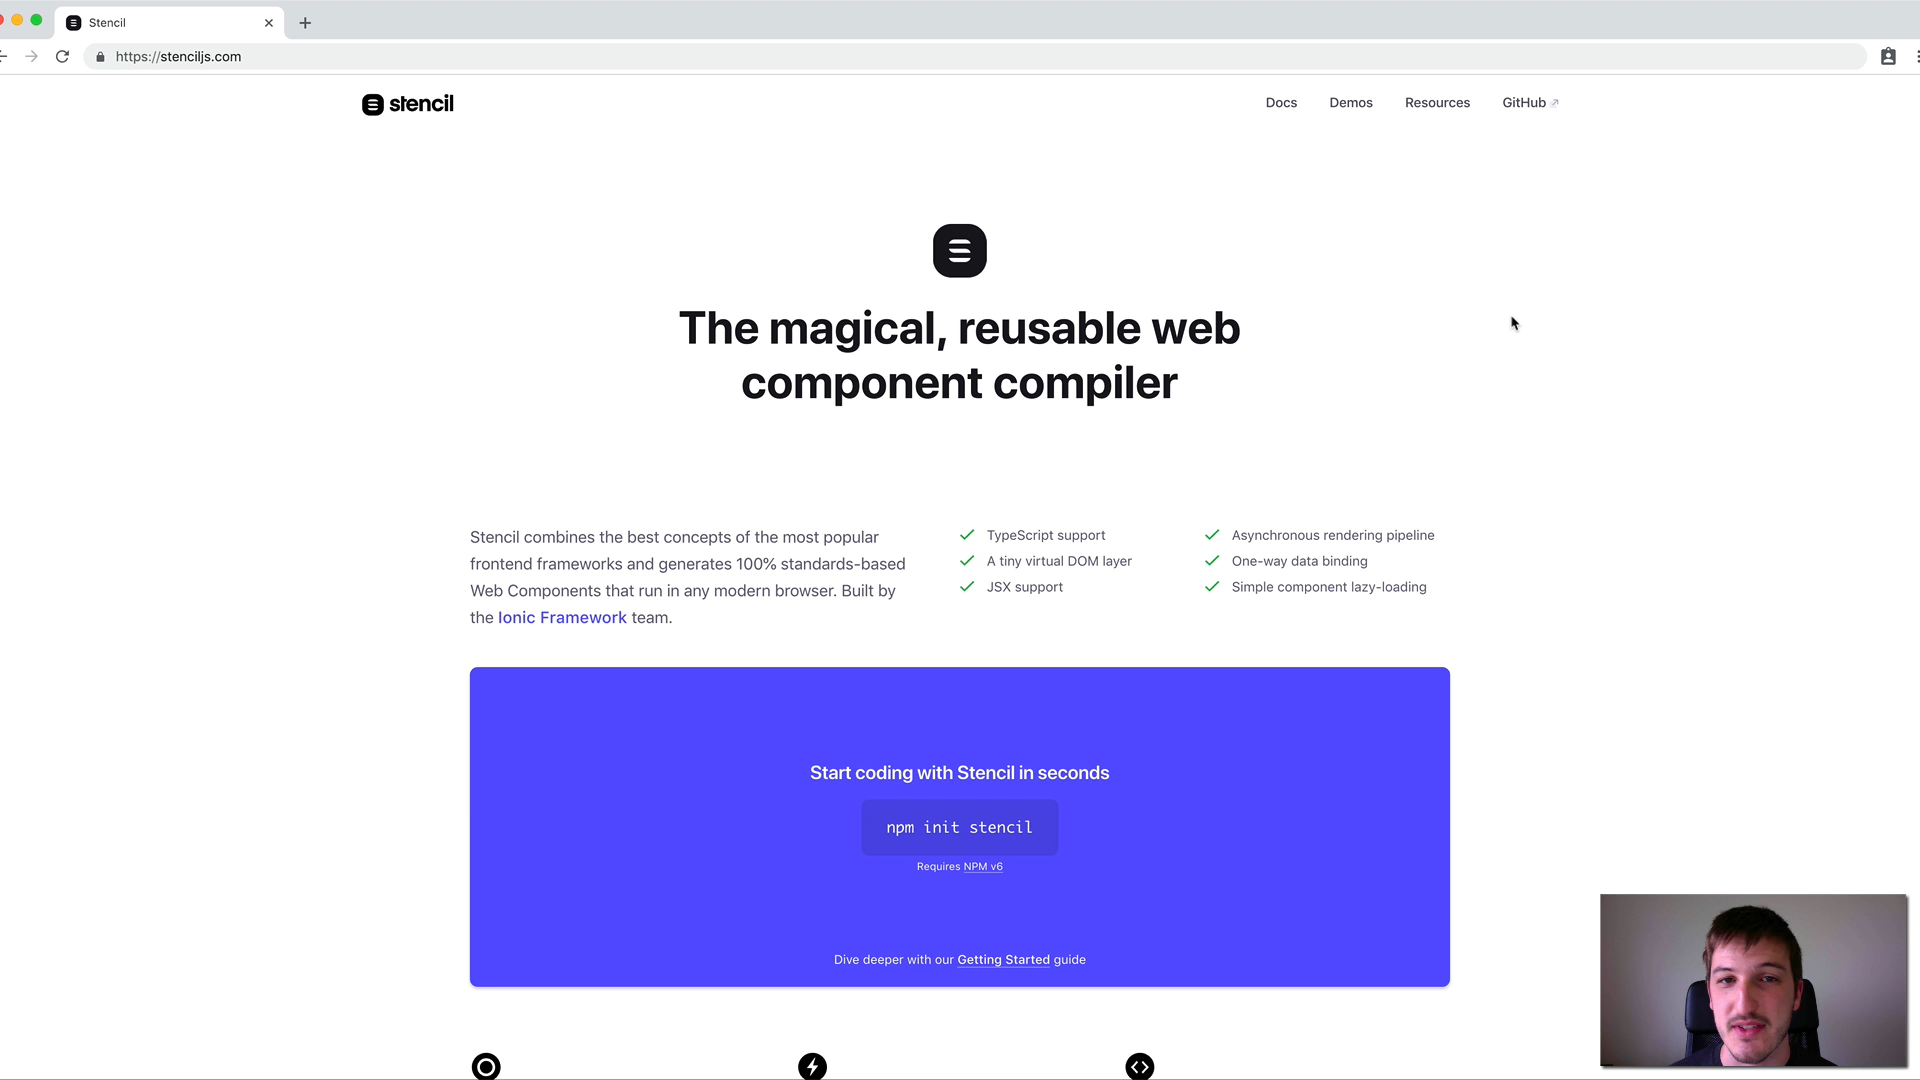 Stencil
https://stenciljs.com
stencil
Docs
Demos
Resources
GitHub
The magical, reusable web
component compiler
Stencil combines the best concepts of the most popular
frontend frameworks and generates 100% standards-based
Web Components that run in any modern browser. Built by
the Ionic Framework team.
TypeScript support
A tiny virtual DOM layer
JSX support
Asynchronous rendering pipeline
One-way data binding
Simple component lazy-loading
Start coding with Stencil in seconds
npm init stencil
Requires NPM v6
Dive deeper with our Getting Started guide